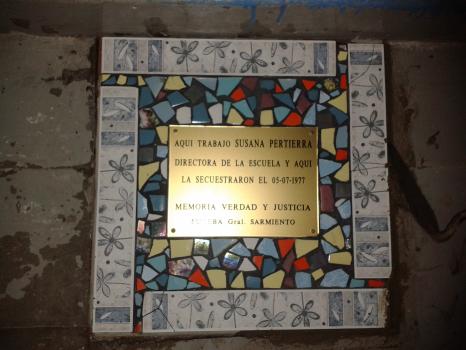 AQUI TRABAJO SUSANA PERTIERRA
DIRECTORA DE LA ESCUELA Y AQUI
LA SECUESTRARON EL 05-07-1977
MEMORIA VERDAD Y JUSTICIA
SUTEBA Gral. SARMIENTO